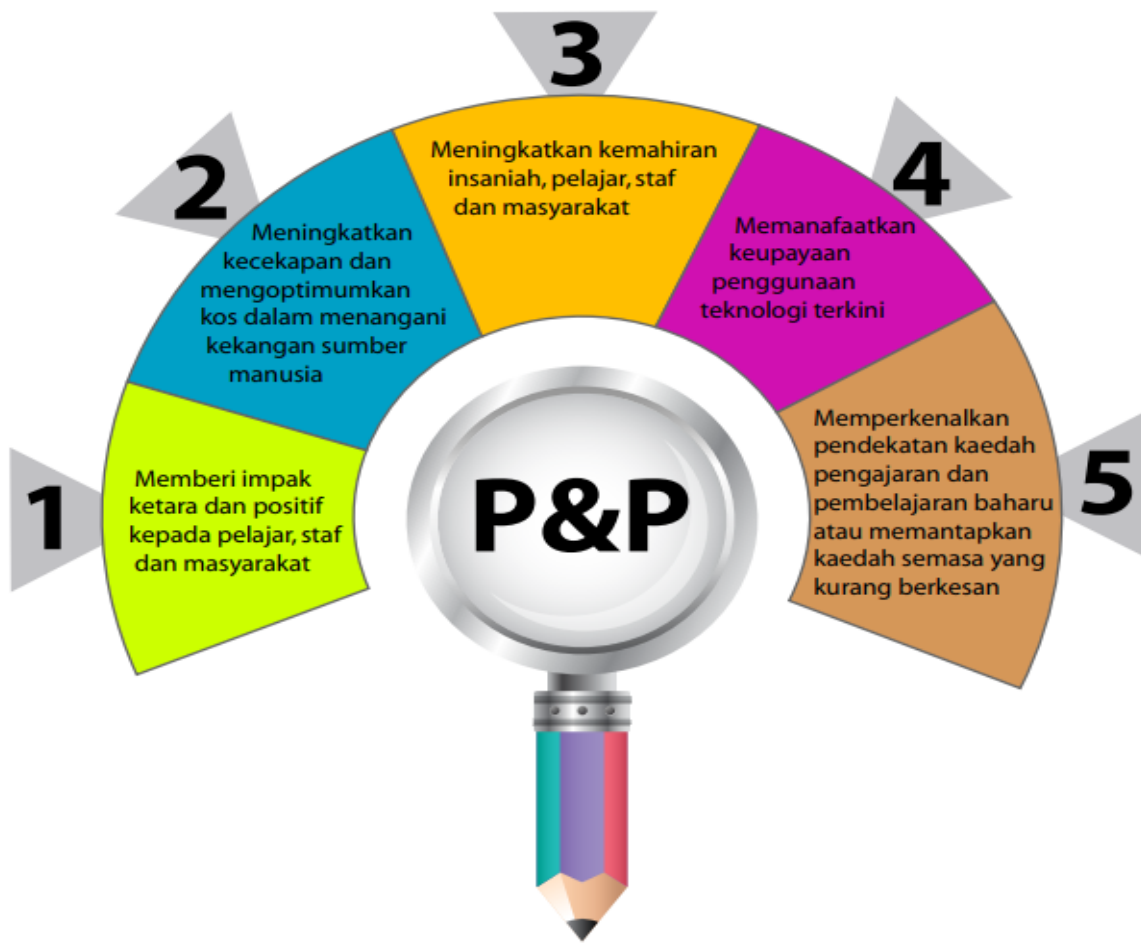 1
Memberi impak
ketara dan positif
kepada pelajar, staf
dan masyarakat
2
Meningkatkan
kecekapan dan
mengoptimumkan
kos dalam menangani
kekangan sumber
manusia
3
Meningkatkan kemahiran
insaniah, pelajar, staf
dan masyarakat
4
Memanafaatkan
keupayaan
penggunaan
teknologi terkini
5
Memperkenalkan
pendekatan kaedah
pengajaran dan
pembelajaran baharu
atau memantapkan
kaedah semasa yang
kurang berkesan
P&P